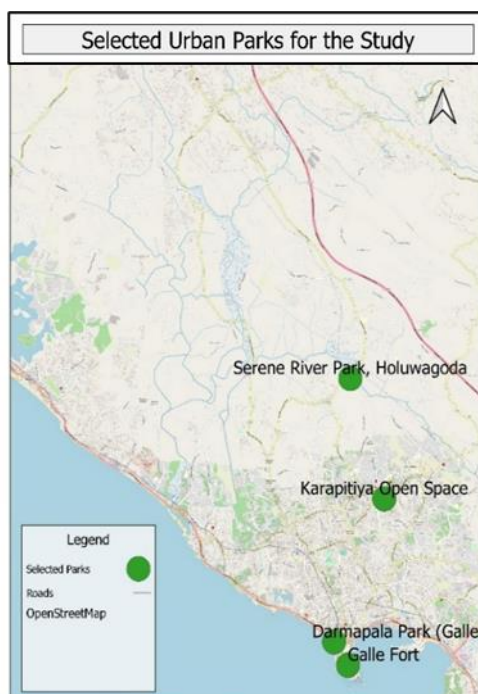 Selected Urban Parks for the Study
Serene River Park, Holuwagoda
Karapitiya Open Space
Darmapala Park (Galle
Galle Fort
Legend
Selected Parks
Roads
OpenStreetMap